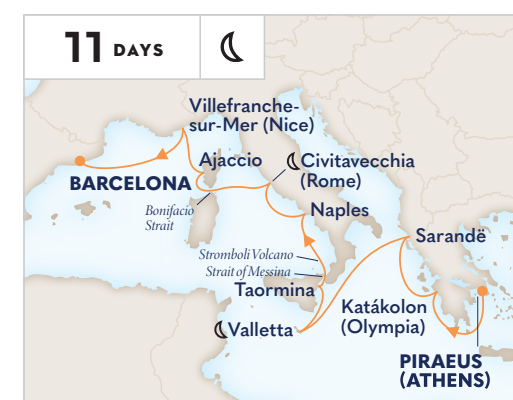 11 DAYS
Villefranche-
sur-Mer (Nice)
Ajaccio
Civitavecchia
(Rome)
BARCELONA
Bonifacio
Strait
Naples
Sarandë
Stromboli Volcano
Strait of Messina
Taormina
Katákolon
(Olympia)
Valletta
PIRAEUS
(ATHENS)